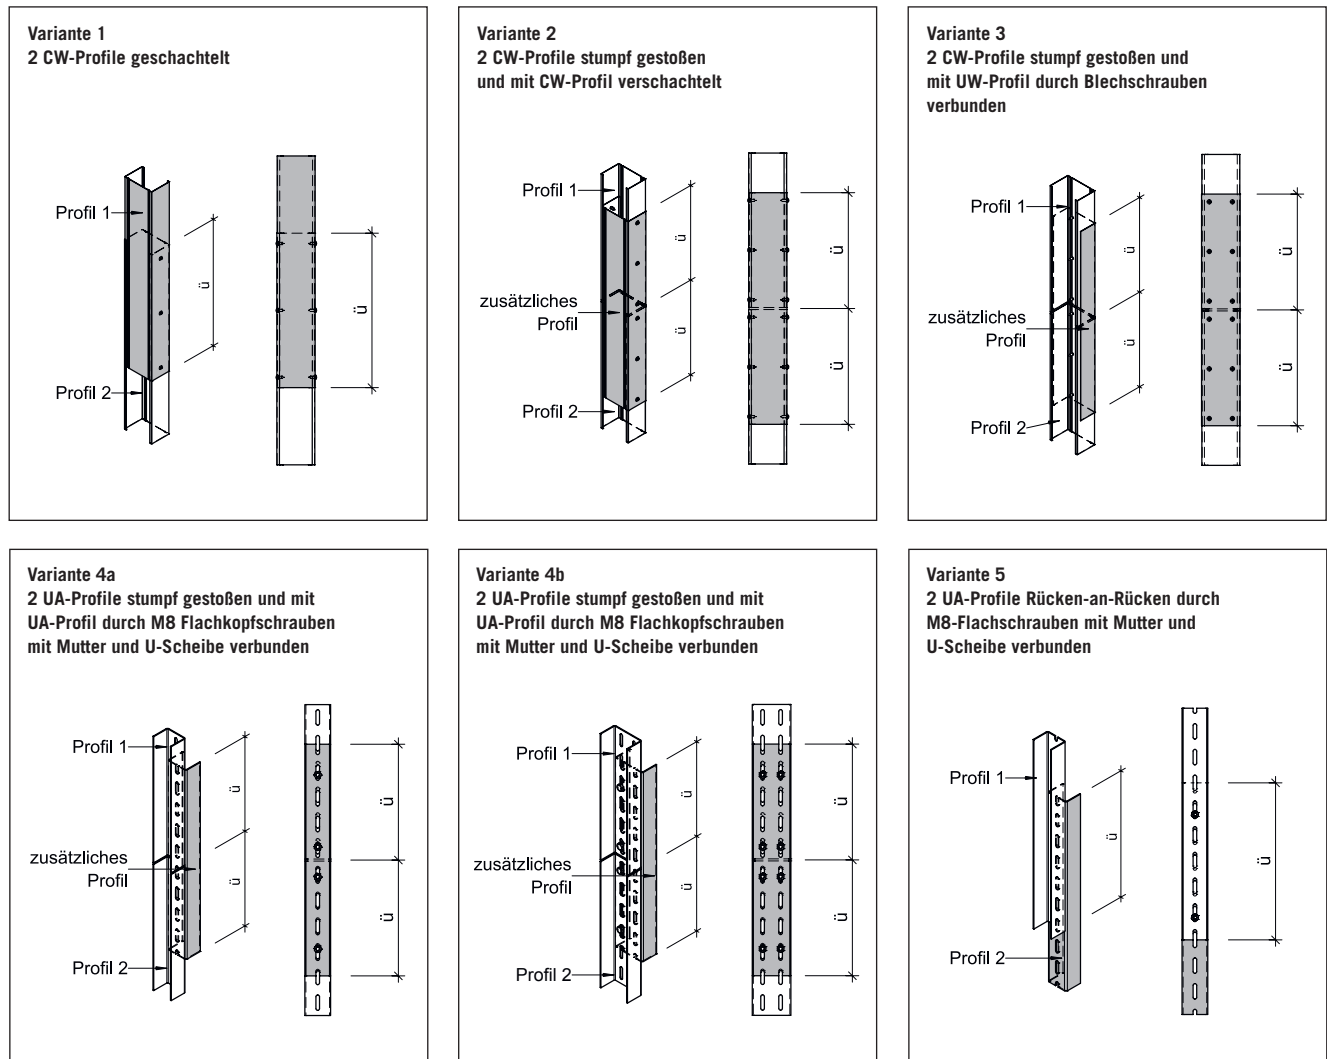 Variante 1
2 CW-Profile geschachtelt
Profil 1
Profil 2
ü
ü
Variante 2
2 CW-Profile stumpf gestoßen
und mit CW-Profil verschachtelt
Profil 1
zusätzliches
Profil
Profil 2
ü
ü
ü
ü
Variante 3
2 CW-Profile stumpf gestoßen und
mit UW-Profil durch Blechschrauben
verbunden
Profil 1
zusätzliches
Profil
Profil 2
ü
ü
ü
ü
Variante 4a
2 UA-Profile stumpf gestoßen und mit
UA-Profil durch M8 Flachkopfschrauben
mit Mutter und U-Scheibe verbunden
Profil 1
zusätzliches
Profil
Profil 2
ü
ü
ü
ü
Variante 4b
2 UA-Profile stumpf gestoßen und mit
UA-Profil durch M8 Flachkopfschrauben
mit Mutter und U-Scheibe verbunden
Profil 1
zusätzliches
Profil
Profil 2
ü
ü
ü
ü
Variante 5
2 UA-Profile Rücken-an-Rücken durch
M8-Flachschrauben mit Mutter und
U-Scheibe verbunden
Profil 1
Profil 2
ü
ü